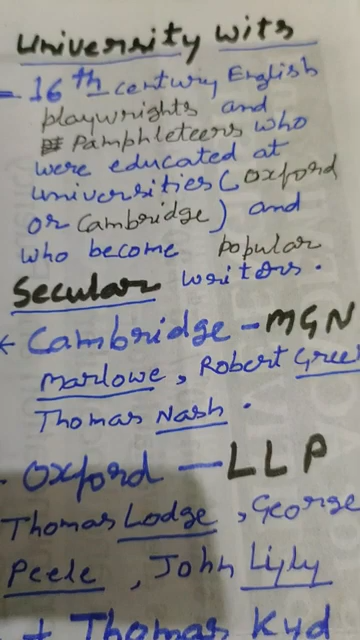 University Wits
= 16th century English
playwrights and
Pamphleteers who
were educated at
universities (Oxford
or Cambridge) and
who become popular
Secular writers.
Cambridge - MGN
Marlowe, Robert Gree
Thomas Nash.
Oxford - LLP
Thomas Lodge, George
Peele, John Lyly
+ Thomas Kyd